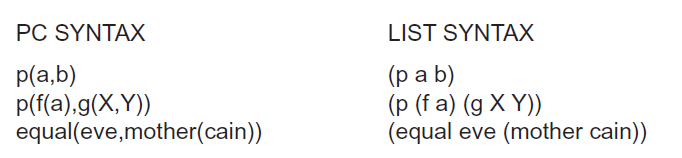 PC SYNTAX LIST SYNTAX
p(a,b) (p a b)
p(f(a),g(X,Y)) (p (f a) (g X Y))
equal(eve,mother(cain)) (equal eve (mother cain))